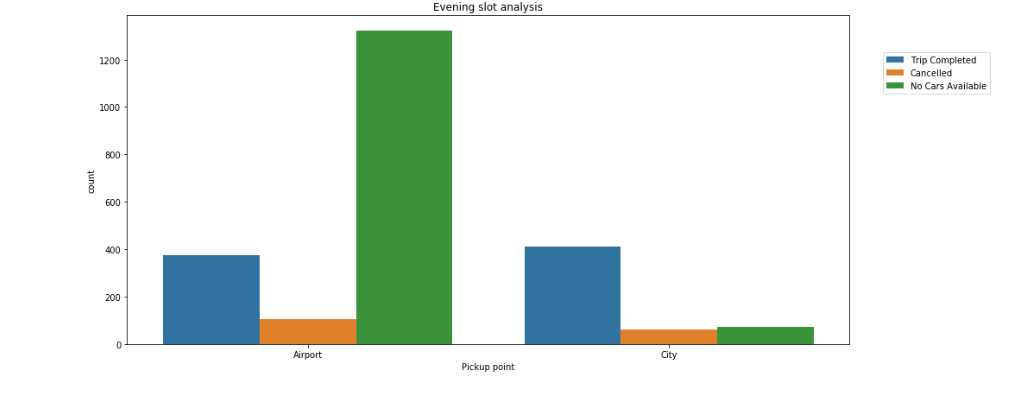 Evening slot analysis
Trip Completed
Cancelled
No Cars Available
1200
1000
800
600
400
200
0
count
Airport
City
Pickup point